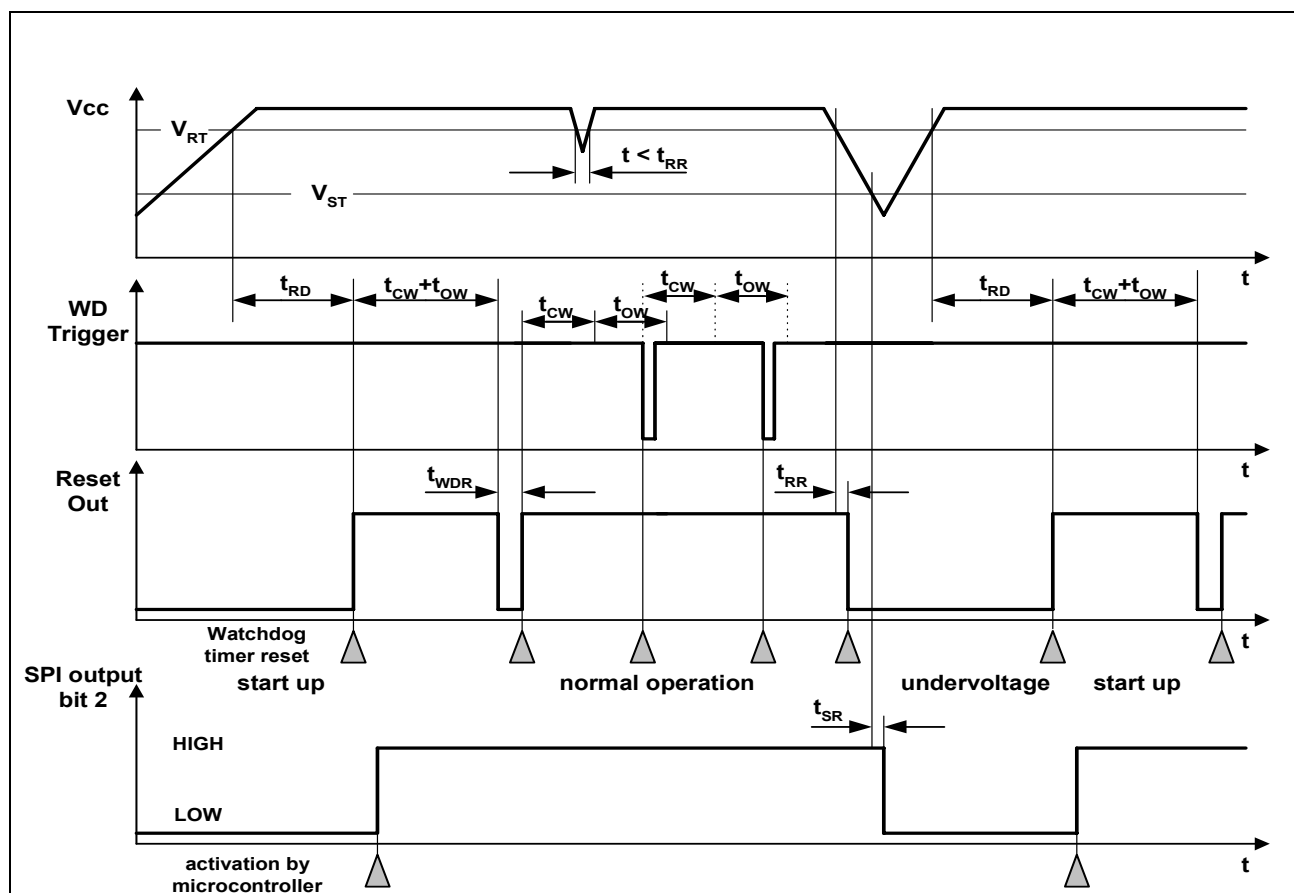 Vcc
V_RT
t < t_RR
V_ST
t
WD
Trigger
t_RD
t_CW+t_OW
t_CW
t_OW
t_CW
t_OW
t_RD
t_CW+t_OW
t
Reset
Out
t_WDR
t_RR
t
Watchdog
timer reset
start up
normal operation
undervoltage
start up
SPI output
bit 2
t_SR
HIGH
LOW
t
activation by
microcontroller